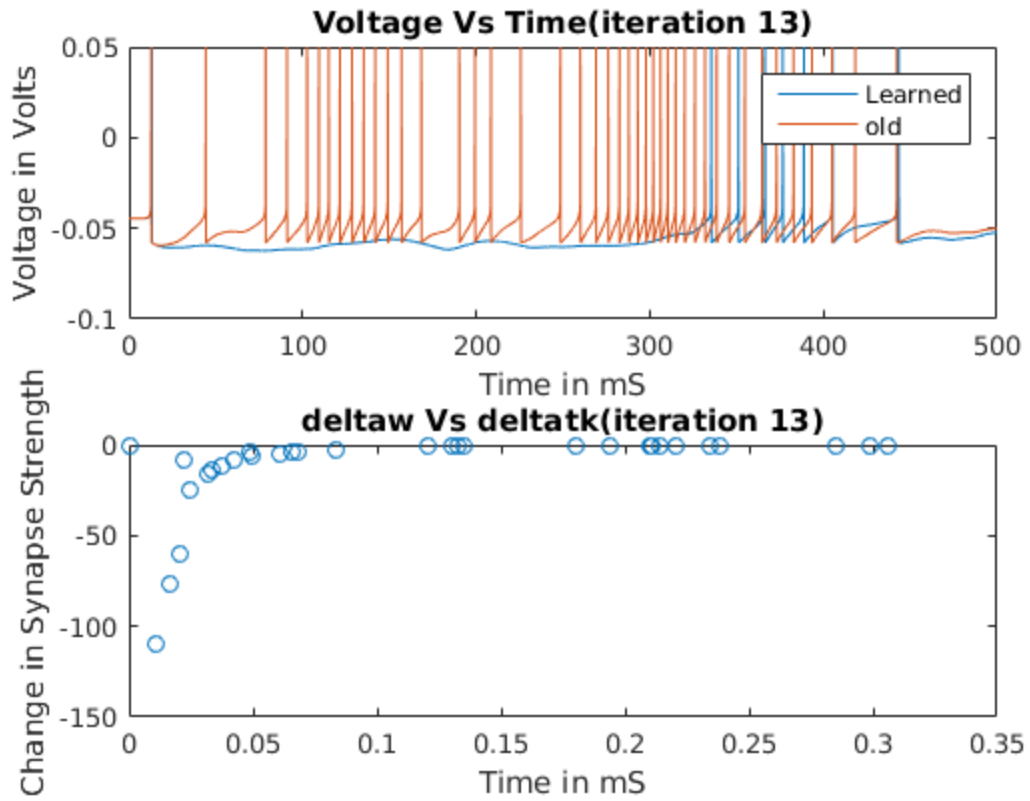 Voltage Vs Time(iteration 13)
Voltage in Volts
0.05
0
-0.05
-0.1
Learned
old
0 100 200 300 400 500
Time in mS
deltaw Vs deltatk(iteration 13)
Change in Synapse Strength
0
-50
-100
-150
0 0.05 0.1 0.15 0.2 0.25 0.3 0.35
Time in mS